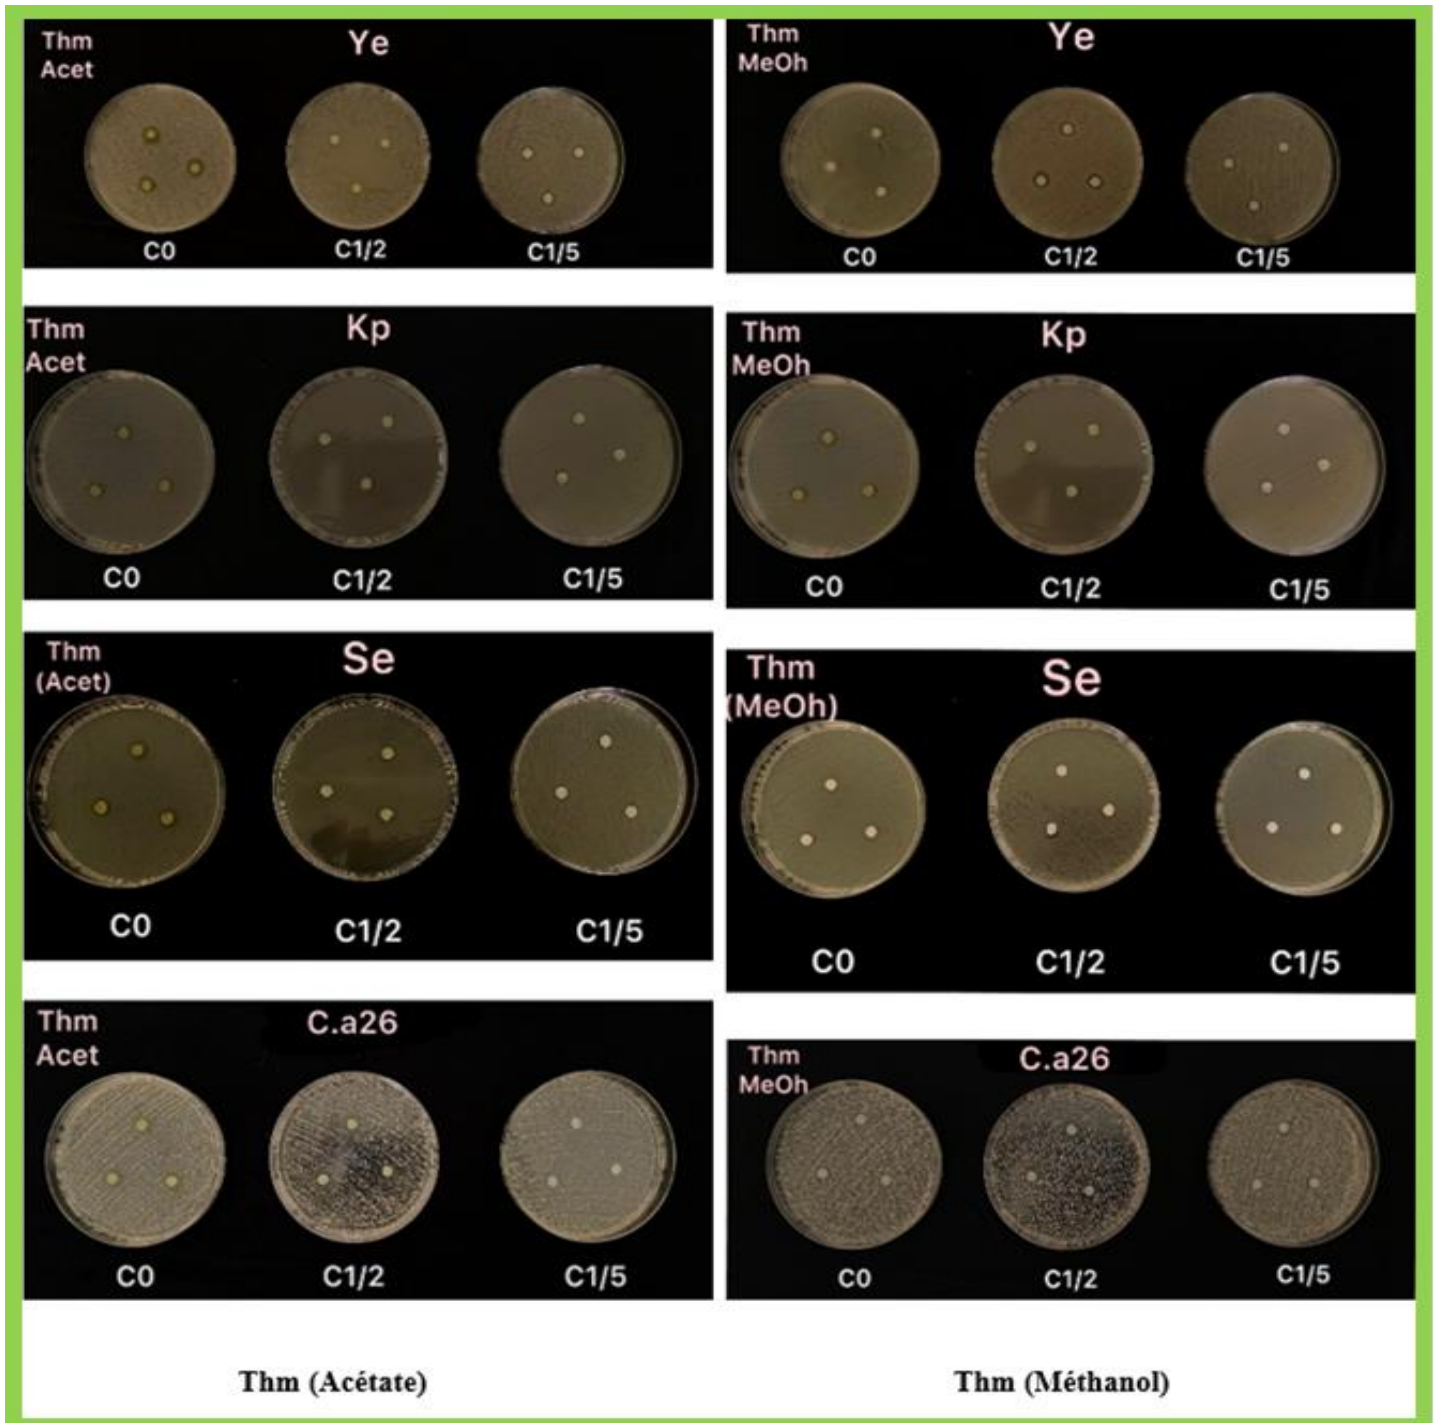 Thm
Acet
Ye
C0
C1/2
C1/5
Thm
MeOh
Ye
C0
C1/2
C1/5
Thm
Acet
Kp
C0
C1/2
C1/5
Thm
MeOh
Kp
C0
C1/2
C1/5
Thm
(Acet)
Se
C0
C1/2
C1/5
Thm
(MeOh)
Se
C0
C1/2
C1/5
Thm
Acet
C.a26
C0
C1/2
C1/5
Thm
MeOh
C.a26
C0
C1/2
C1/5
Thm (Acétate)
Thm (Méthanol)